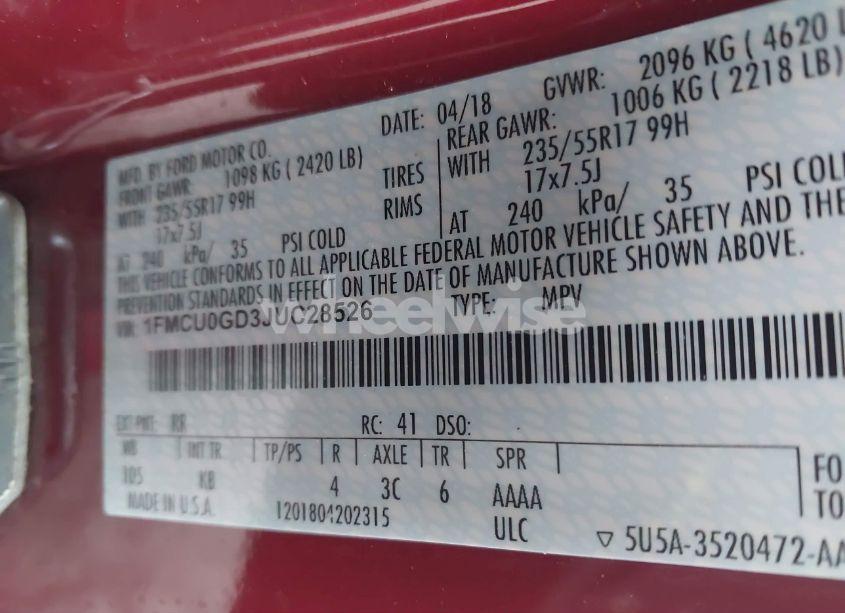 MFD. BY FORD MOTOR CO. DATE: 04/18 GVWR: 2096 KG ( 4620 L
FRONT GAWR: 1098 KG ( 2420 LB) REAR GAWR: 1006 KG ( 2218 LB)
WITH 235/55R17 99H TIRES WITH 235/55R17 99H
17x7.5J RIMS 17x7.5J
AT 240 kPa/ 35 PSI COLD AT 240 kPa/ 35 PSI COL
THIS VEHICLE CONFORMS TO ALL APPLICABLE FEDERAL MOTOR VEHICLE SAFETY AND THE
PREVENTION STANDARDS IN EFFECT ON THE DATE OF MANUFACTURE SHOWN ABOVE.
VIN: 1FMCU0GD3JUC28526 TYPE: MPV
wheelwise
EXT PNT: RR RC: 41 DSO:
WB INT TR TP/PS R AXLE TR SPR
105 KB 4 3C 6 AAAA
FO
TO
MADE IN U.S.A. 1201804202315 ULC ▽ 5U5A-3520472-AA